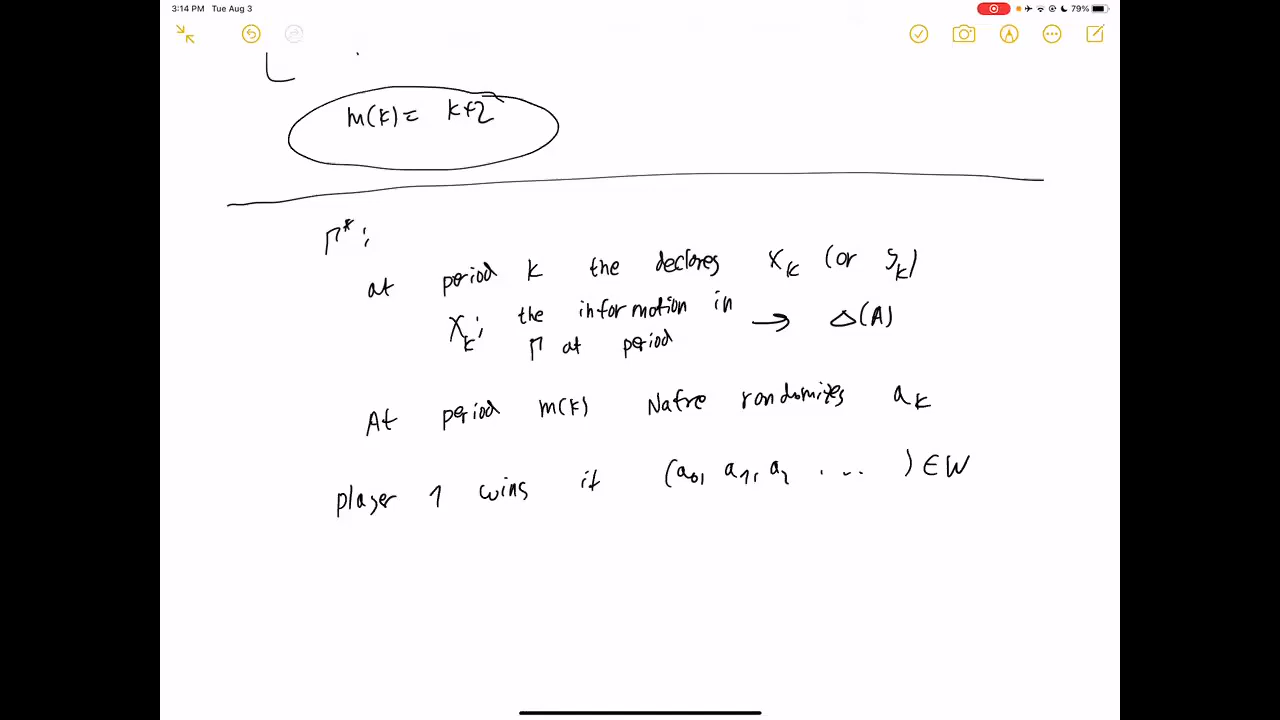 3:14 PM Tue Aug 3
79%
m(k) = k+2
Γ*:
at period k the declares x_k (or s_k)
x_k: the information in Γ at period → Δ(A)
At period m(k) Natre randomizes a_k
player 1 wins if (a_0, a_1, a_2 .... ) ∈ W